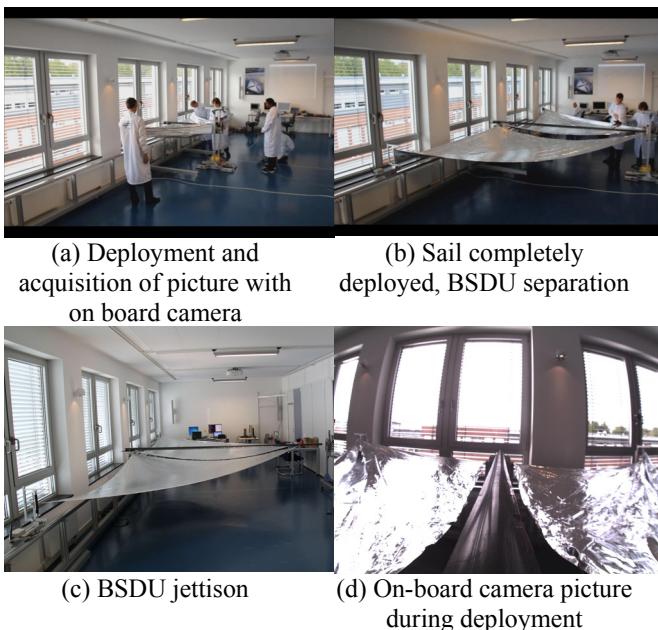 (a) Deployment and
acquisition of picture with
on board camera
(b) Sail completely
deployed, BSDU separation
(c) BSDU jettison
(d) On-board camera picture
during deployment